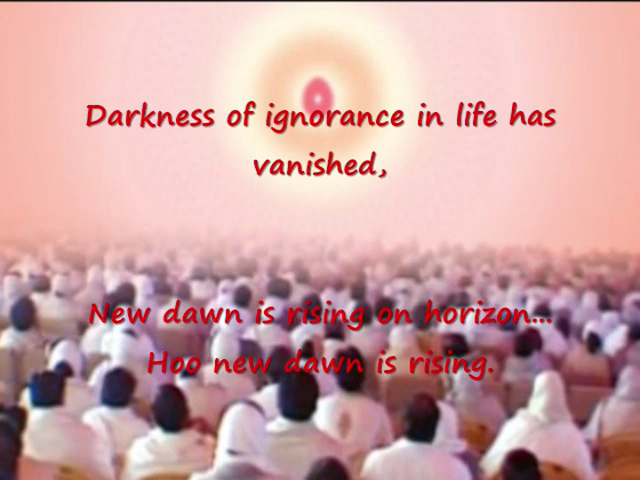 Darkness of ignorance in life has
vanished,
New dawn is rising on horizon...
Hoo new dawn is rising.